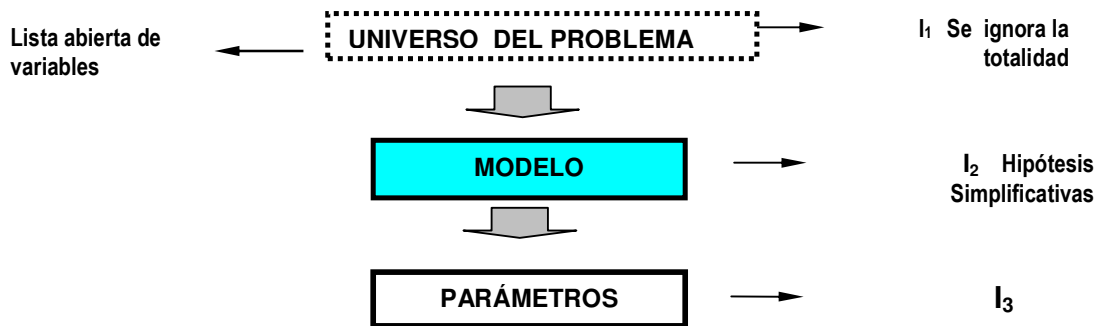 Lista abierta de
variables
UNIVERSO DEL PROBLEMA
I₁ Se ignora la
totalidad
MODELO
I₂ Hipótesis
Simplificativas
PARÁMETROS
I₃